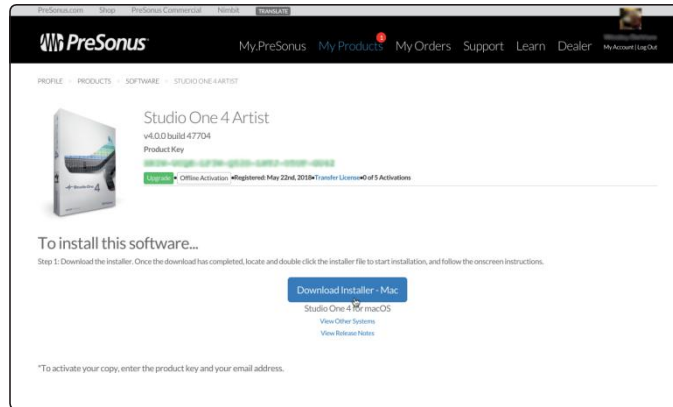 PreSonus.com Shop PreSonus Commercial Nimbit TRANSLATE
PreSonus
My.PreSonus My Products 1 My Orders Support Learn Dealer
My Account | Log Out
PROFILE PRODUCTS SOFTWARE STUDIO ONE 4 ARTIST
Studio One 4 Artist
v4.0.0 build 47704
Product Key
Upgrade • Offline Activation •Registered: May 22nd, 2018•Transfer License•0 of 5 Activations
Studio One 4
To install this software...
Step 1: Download the installer. Once the download has completed, locate and double click the installer file to start installation, and follow the onscreen instructions.
Download Installer - Mac
Studio One 4 for macOS
View Other Systems
View Release Notes
*To activate your copy, enter the product key and your email address.